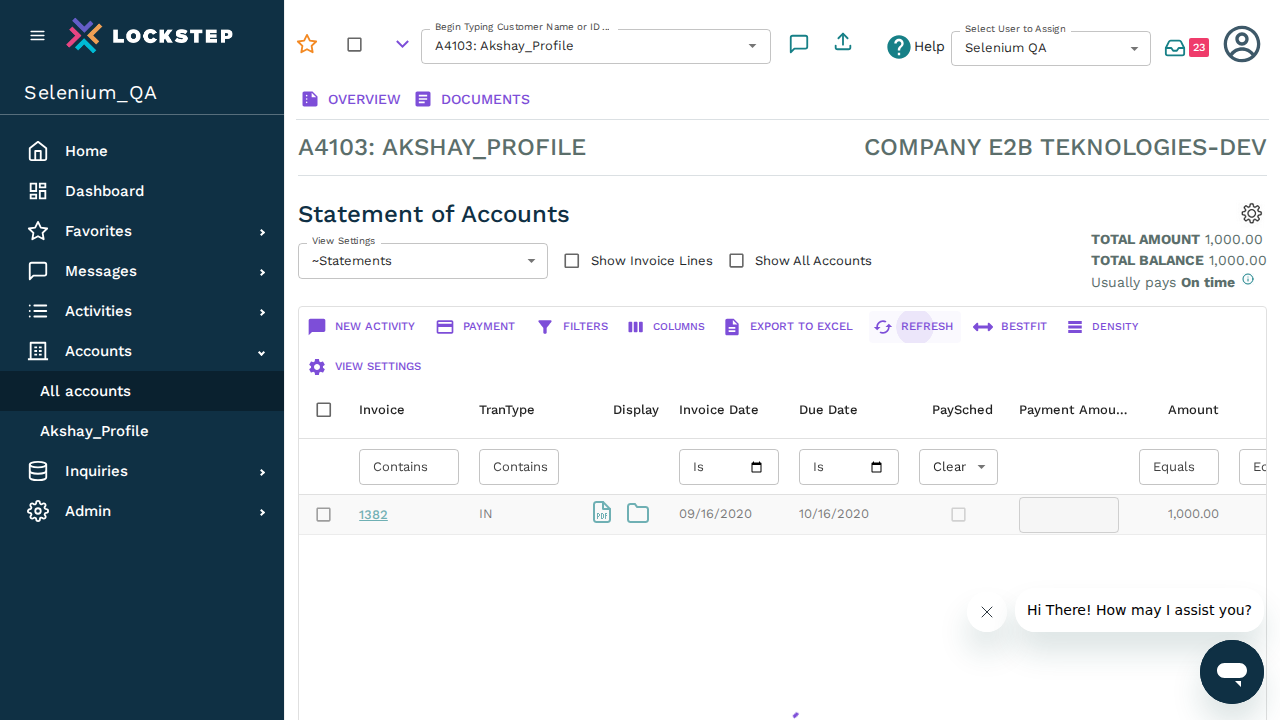 LOCKSTEP
Selenium_QA
Home
Dashboard
Favorites
Messages
Activities
Accounts
All accounts
Akshay_Profile
Inquiries
Admin
Begin Typing Customer Name or ID ...
A4103: Akshay_Profile
Help
Select User to Assign
Selenium QA
23
OVERVIEW
DOCUMENTS
A4103: AKSHAY_PROFILE
COMPANY E2B TEKNOLOGIES-DEV
Statement of Accounts
View Settings
~Statements
Show Invoice Lines
Show All Accounts
TOTAL AMOUNT 1,000.00
TOTAL BALANCE 1,000.00
Usually pays On time
NEW ACTIVITY
PAYMENT
FILTERS
COLUMNS
EXPORT TO EXCEL
REFRESH
BESTFIT
DENSITY
VIEW SETTINGS
Invoice
TranType
Display
Invoice Date
Due Date
PaySched
Payment Amou...
Amount
Contains
Contains
Is
Is
Clear
Equals
1382
IN
PDF
09/16/2020
10/16/2020
1,000.00
Hi There! How may I assist you?